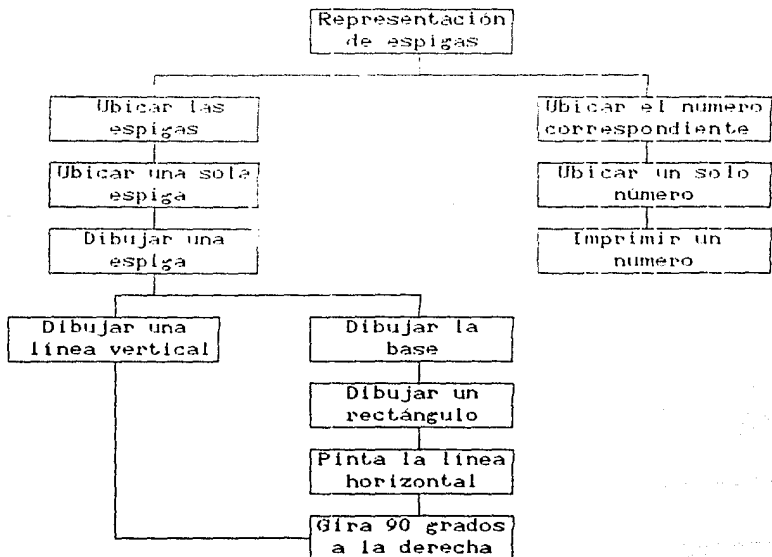 Representación
de espigas
Ubicar las
espigas
Ubicar el numero
correspondiente
Ubicar una sola
espiga
Ubicar un solo
número
Dibujar una
espiga
Imprimir un
numero
Dibujar una
línea vertical
Dibujar la
base
Dibujar un
rectángulo
Pinta la línea
horizontal
Gira 90 grados
a la derecha